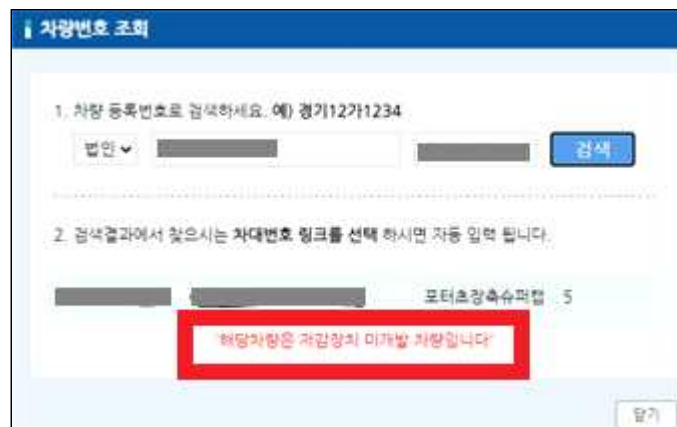 차량번호 조회
1. 차량 등록번호로 검색하세요. 예) 경기12가1234
법인 검색
2. 검색결과에서 찾으시는 차대번호 링크를 선택 하시면 자동 입력 됩니다.
포터초장축슈퍼캡 5
'해당차량은 저감장치 미개발 차량입니다'
닫기